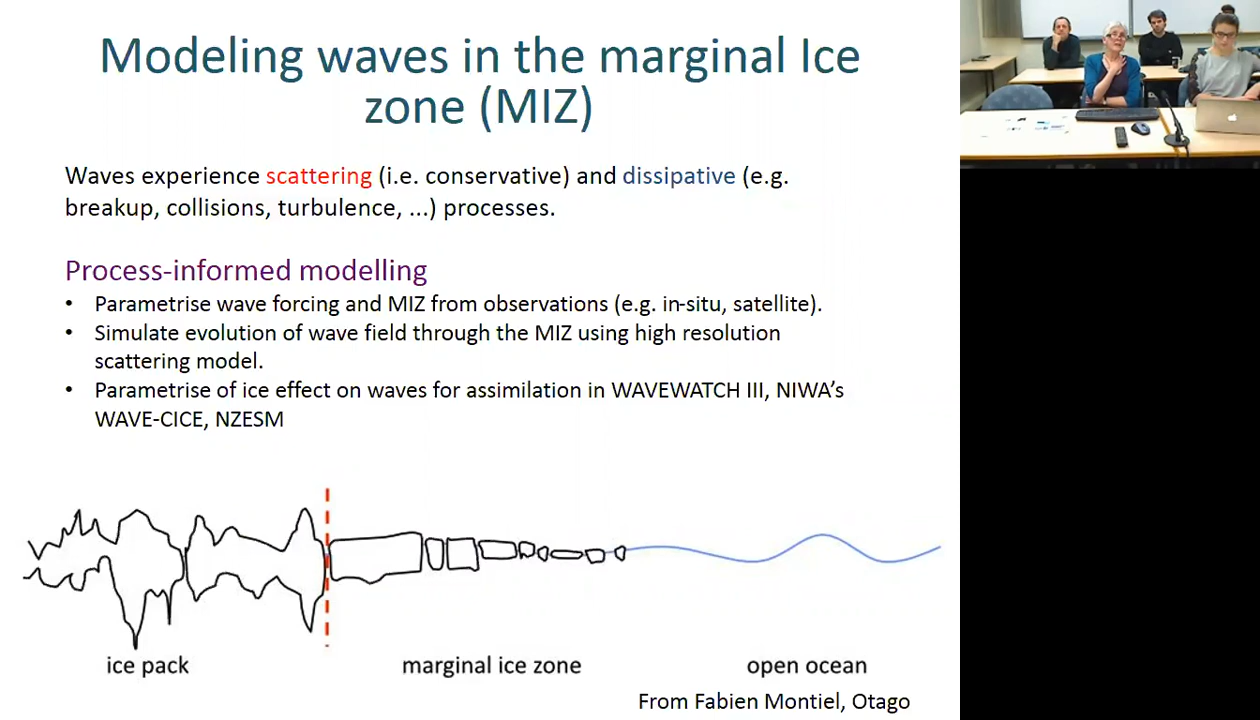 Modeling waves in the marginal Ice
zone (MIZ)
Waves experience scattering (i.e. conservative) and dissipative (e.g.
breakup, collisions, turbulence, ...) processes.
Process-informed modelling
• Parametrise wave forcing and MIZ from observations (e.g. in-situ, satellite).
• Simulate evolution of wave field through the MIZ using high resolution
scattering model.
• Parametrise of ice effect on waves for assimilation in WAVEWATCH III, NIWA’s
WAVE-CICE, NZESM
ice pack
marginal ice zone
open ocean
From Fabien Montiel, Otago